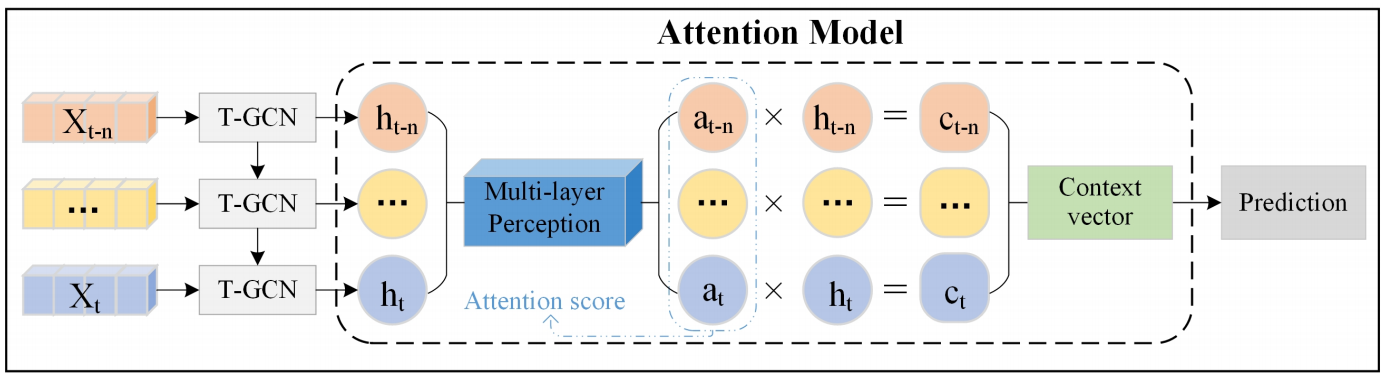 Attention Model
X_{t-n} T-GCN h_{t-n} a_{t-n} × h_{t-n} = c_{t-n}
... T-GCN ... Multi-layer Perception ... × ... = ... Context vector Prediction
X_t T-GCN h_t a_t × h_t = c_t
Attention score